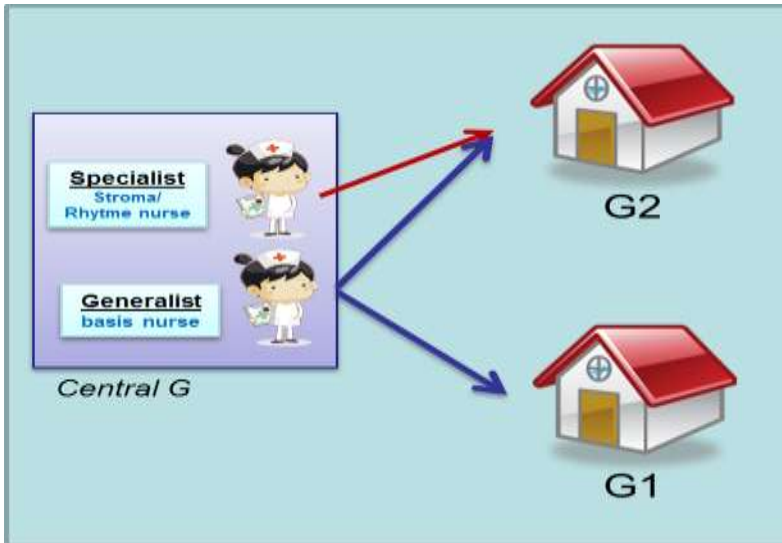 Specialist
Stroma/
Rhytme nurse
Generalist
basis nurse
Central G
G2
G1